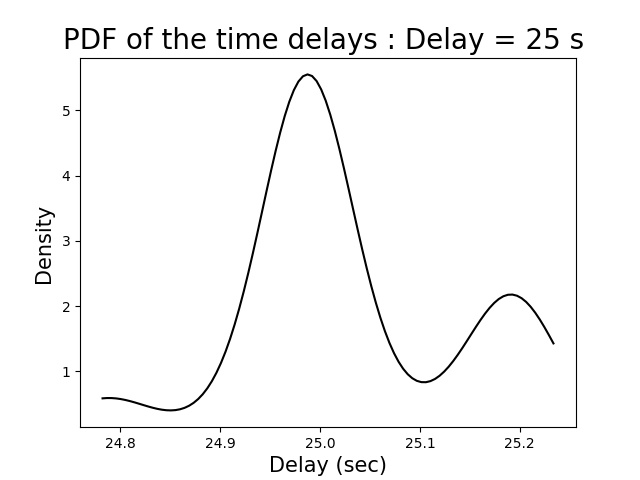 PDF of the time delays : Delay = 25 s
5
4
3
2
1
Density
24.8 24.9 25.0 25.1 25.2
Delay (sec)